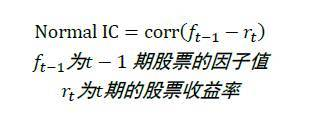 Normal IC = corr(f_{t−1} − r_t)
f_{t−1}为t − 1 期股票的因子值
r_t为t期的股票收益率